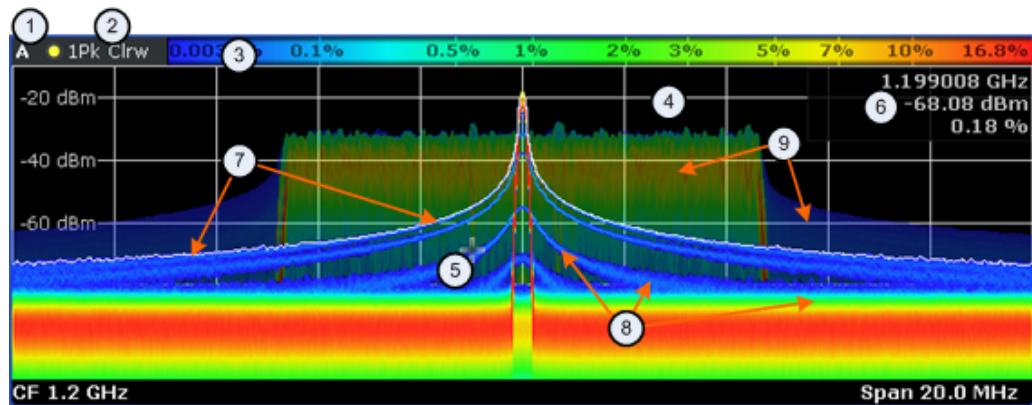 1 2
A 1Pk Clrw 0.003 3 % 0.1% 0.5% 1% 2% 3% 5% 7% 10% 16.8%
1.199008 GHz
-20 dBm 4 6 -68.08 dBm
0.18 %
7 9
-40 dBm
-60 dBm
5
8
CF 1.2 GHz Span 20.0 MHz